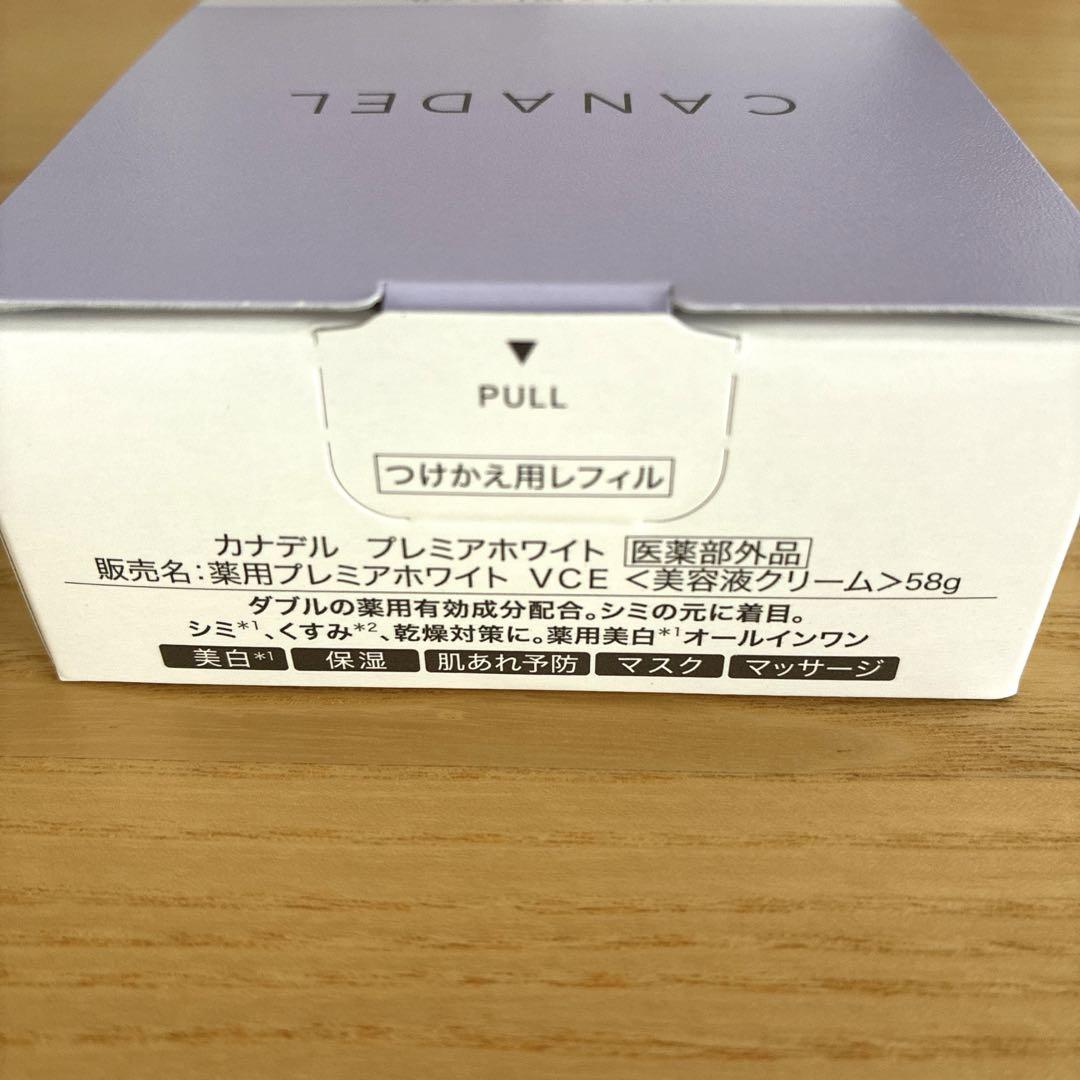 CANADEL
PULL
つけかえ用レフィル
カナデル プレミアホワイト 医薬部外品
販売名:薬用プレミアホワイト VCE <美容液クリーム>58g
ダブルの薬用有効成分配合。シミの元に着目。
シミ*1、くすみ*2、乾燥対策に。薬用美白*1オールインワン
美白*1 保湿 肌あれ予防 マスク マッサージ